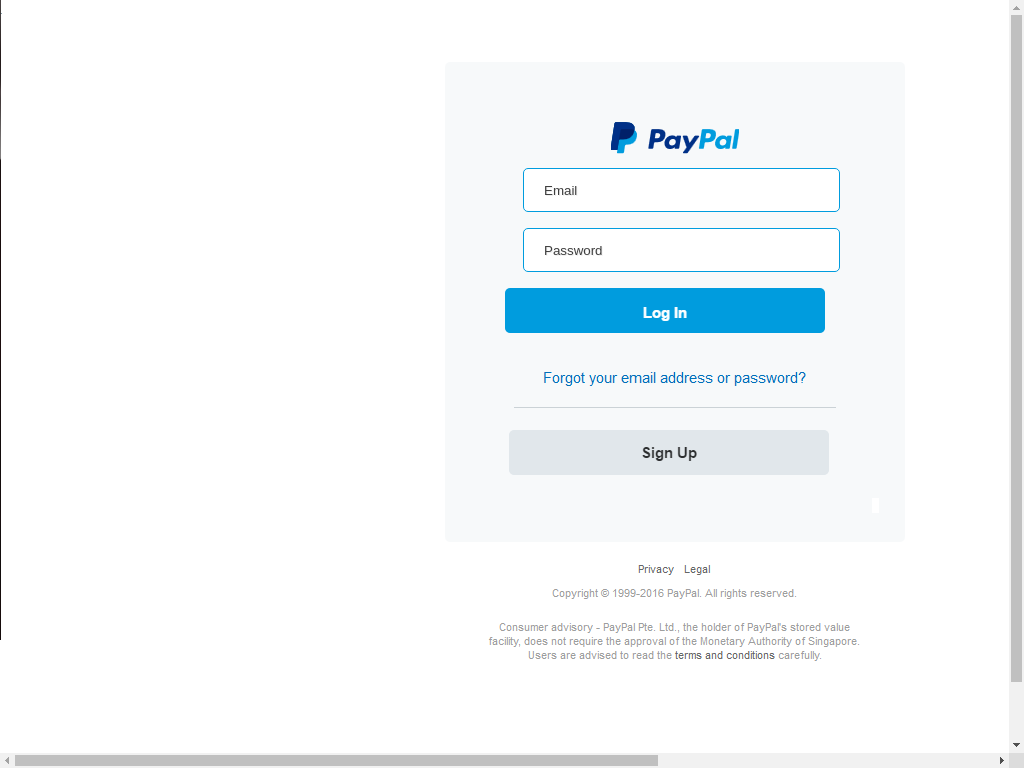 PayPal
Email
Password
Log In
Forgot your email address or password?
Sign Up
Privacy Legal
Copyright © 1999-2016 PayPal. All rights reserved.
Consumer advisory - PayPal Pte. Ltd., the holder of PayPal's stored value
facility, does not require the approval of the Monetary Authority of Singapore.
Users are advised to read the terms and conditions carefully.